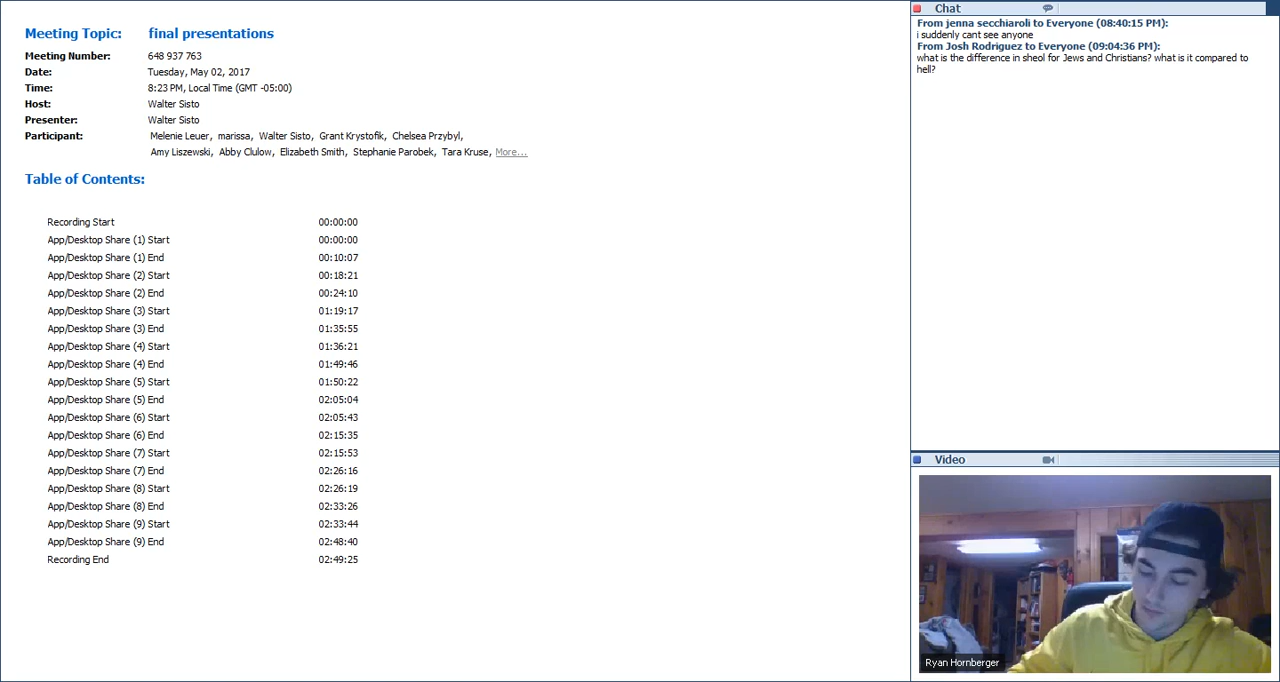 Meeting Topic: final presentations
Meeting Number: 648 937 763
Date: Tuesday, May 02, 2017
Time: 8:23 PM, Local Time (GMT -05:00)
Host: Walter Sisto
Presenter: Walter Sisto
Participant: Melenie Leuer, marissa, Walter Sisto, Grant Krystofik, Chelsea Przybyl,
Amy Liszewski, Abby Clulow, Elizabeth Smith, Stephanie Parobek, Tara Kruse, More...
Table of Contents:
Recording Start 00:00:00
App/Desktop Share (1) Start 00:00:00
App/Desktop Share (1) End 00:10:07
App/Desktop Share (2) Start 00:18:21
App/Desktop Share (2) End 00:24:10
App/Desktop Share (3) Start 01:19:17
App/Desktop Share (3) End 01:35:55
App/Desktop Share (4) Start 01:36:21
App/Desktop Share (4) End 01:49:46
App/Desktop Share (5) Start 01:50:22
App/Desktop Share (5) End 02:05:04
App/Desktop Share (6) Start 02:05:43
App/Desktop Share (6) End 02:15:35
App/Desktop Share (7) Start 02:15:53
App/Desktop Share (7) End 02:26:16
App/Desktop Share (8) Start 02:26:19
App/Desktop Share (8) End 02:33:26
App/Desktop Share (9) Start 02:33:44
App/Desktop Share (9) End 02:48:40
Recording End 02:49:25
Chat
From jenna secchiaroli to Everyone (08:40:15 PM):
i suddenly cant see anyone
From Josh Rodriguez to Everyone (09:04:36 PM):
what is the difference in sheol for Jews and Christians? what is it compared to
hell?
Video
Ryan Hornberger